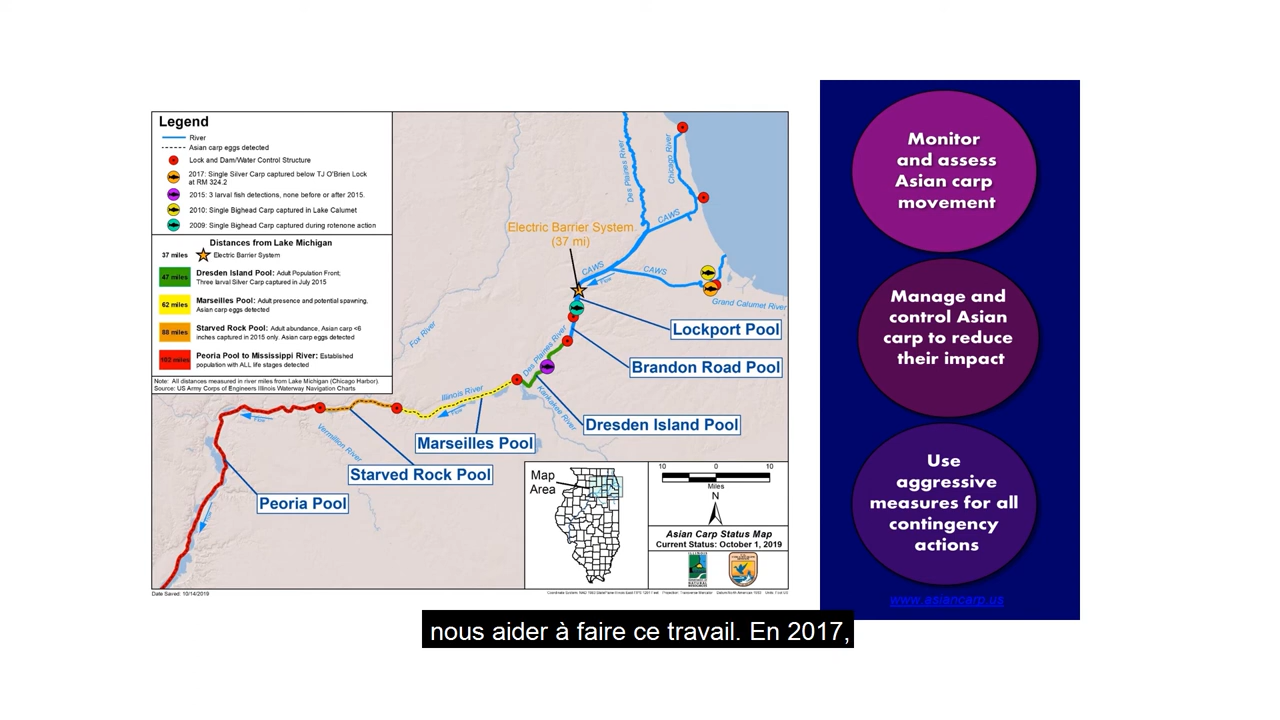 Legend
River
Asian carp eggs detected
Lock and Dam/Water Control Structure
2017: Single Silver Carp captured below TJ O'Brien Lock
at RM 324.2
2015: 3 larval fish detections, none before or after 2015.
2010: Single Bighead Carp captured in Lake Calumet
2009: Single Bighead Carp captured during rotenone action
Distances from Lake Michigan
37 miles Electric Barrier System
47 miles Dresden Island Pool: Adult Population Front;
Three larval Silver Carp captured in July 2015
62 miles Marseilles Pool: Adult presence and potential spawning,
Asian carp eggs detected
88 miles Starved Rock Pool: Adult abundance, Asian carp <6
inches captured in 2015 only. Asian carp eggs detected
102 miles Peoria Pool to Mississippi River: Established
population with ALL life stages detected
Note: All distances measured in river miles from Lake Michigan (Chicago Harbor).
Source: US Army Corps of Engineers Illinois Waterway Navigation Charts
Des Plaines River
Chicago River
CAWS
Electric Barrier System
(37 mi)
CAWS
CAWS
Flow
Grand Calumet River
Lockport Pool
Fox River
Des Plaines River
Brandon Road Pool
Illinois River
Flow
Kankakee River
Dresden Island Pool
Flow
Vermillion River
Marseilles Pool
Starved Rock Pool
Peoria Pool
Flow
Map
Area
10 0 10
Miles
N
Asian Carp Status Map
Current Status: October 1, 2019
Date Saved: 10/14/2019
Monitor
and assess
Asian carp
movement
Manage and
control Asian
carp to reduce
their impact
Use
aggressive
measures for all
contingency
actions
www.asiancarp.us
nous aider à faire ce travail. En 2017,